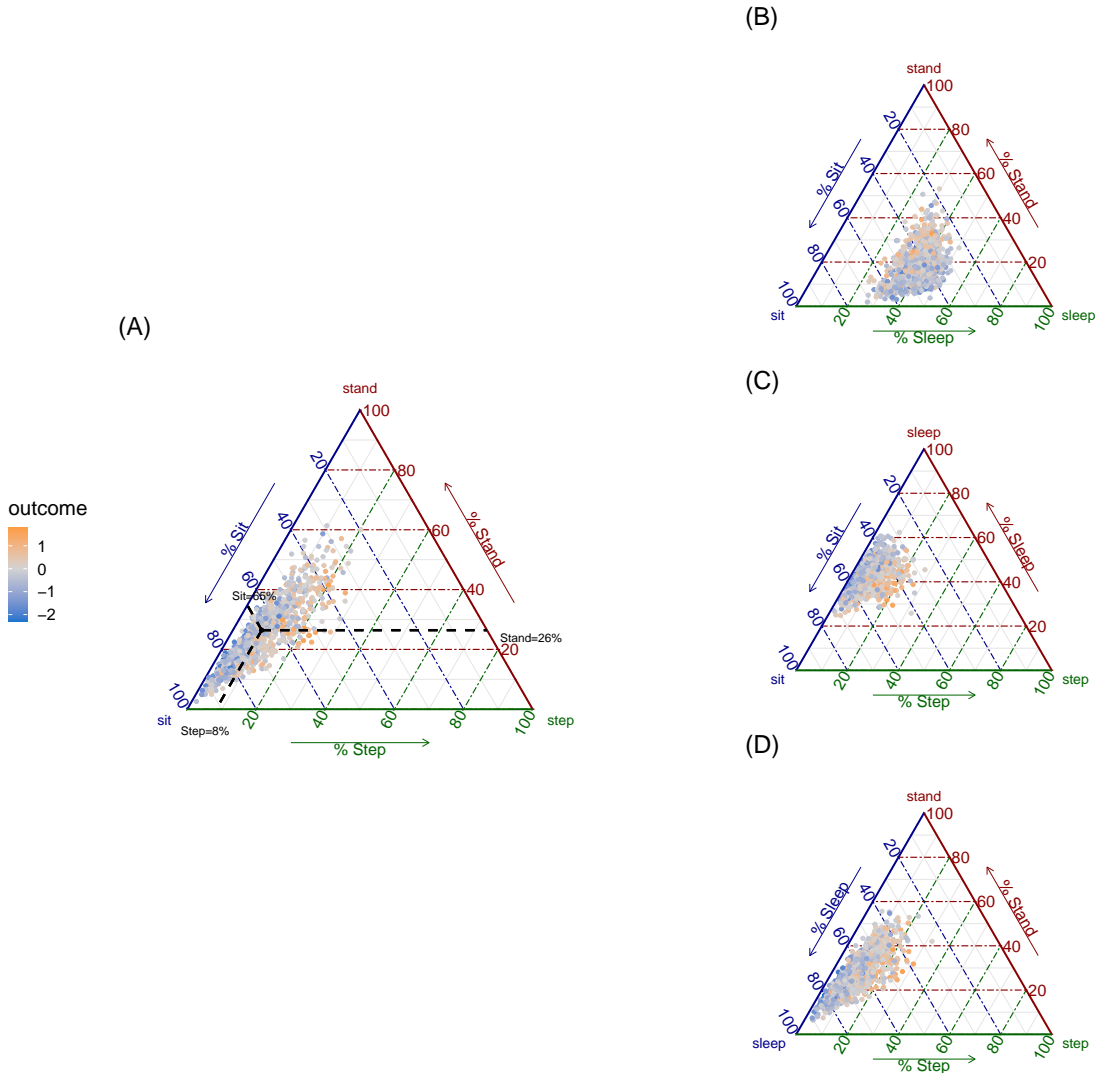 (B)
stand
100
20
80
% Sit
% Stand
40
60
60
40
80
20
100
sit
20
40
60
80
100
sleep
% Sleep
(A)
stand
100
20
80
% Sit
% Stand
40
60
60
Sit=65%
40
Stand=26%
80
20
100
sit
Step=8%
20
40
60
80
100
step
% Step
outcome
1
0
−1
−2
(C)
sleep
100
20
80
% Sit
% Sleep
40
60
60
40
80
20
100
sit
20
40
60
80
100
step
% Step
(D)
stand
100
20
80
% Sleep
% Stand
40
60
60
40
80
20
100
sleep
20
40
60
80
100
step
% Step